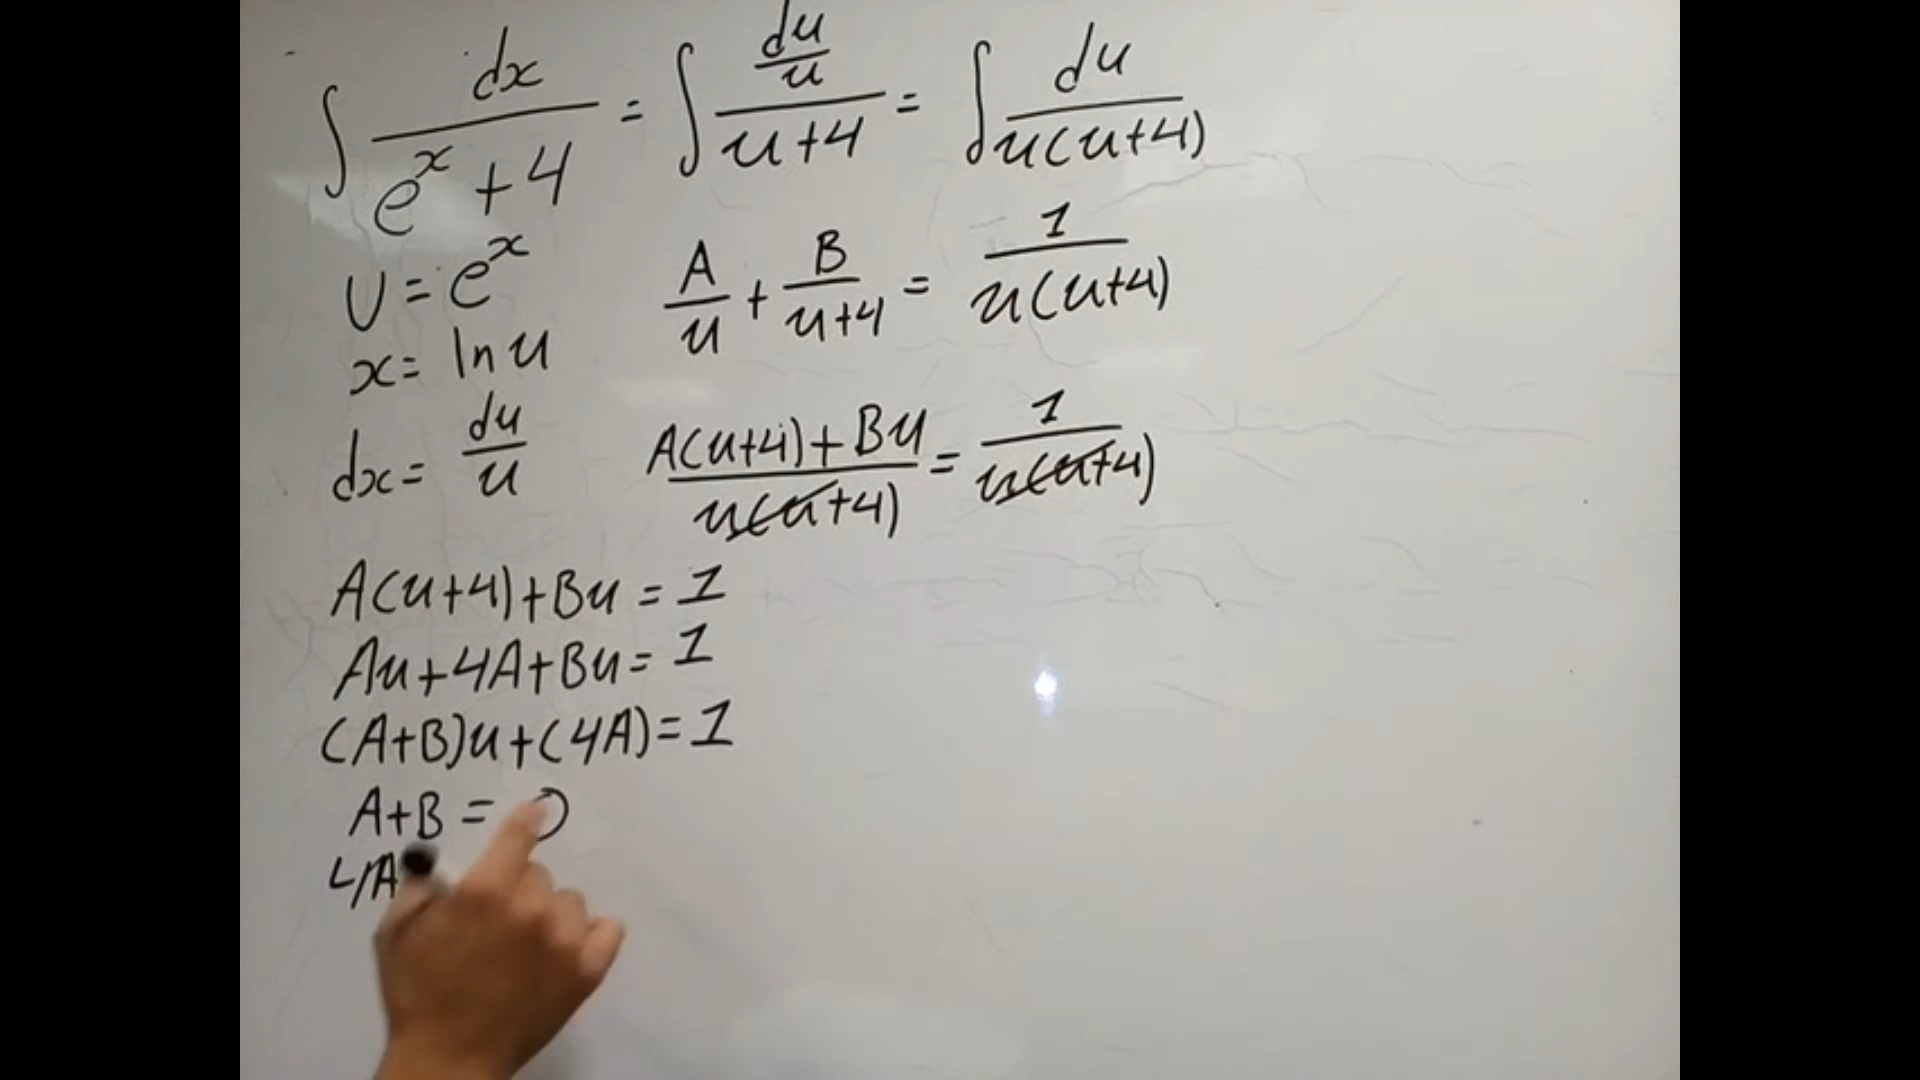 ∫ dx/(e^x + 4) = ∫ (du/u)/(u+4) = ∫ du/(u(u+4))
U = e^x
x = ln u
dx = du/u
A/u + B/(u+4) = 1/(u(u+4))
(A(u+4)+Bu)/(u(u+4)) = 1/(u(u+4))
A(u+4)+Bu = 1
Au+4A+Bu = 1
(A+B)u+(4A) = 1
A+B = 0
4A